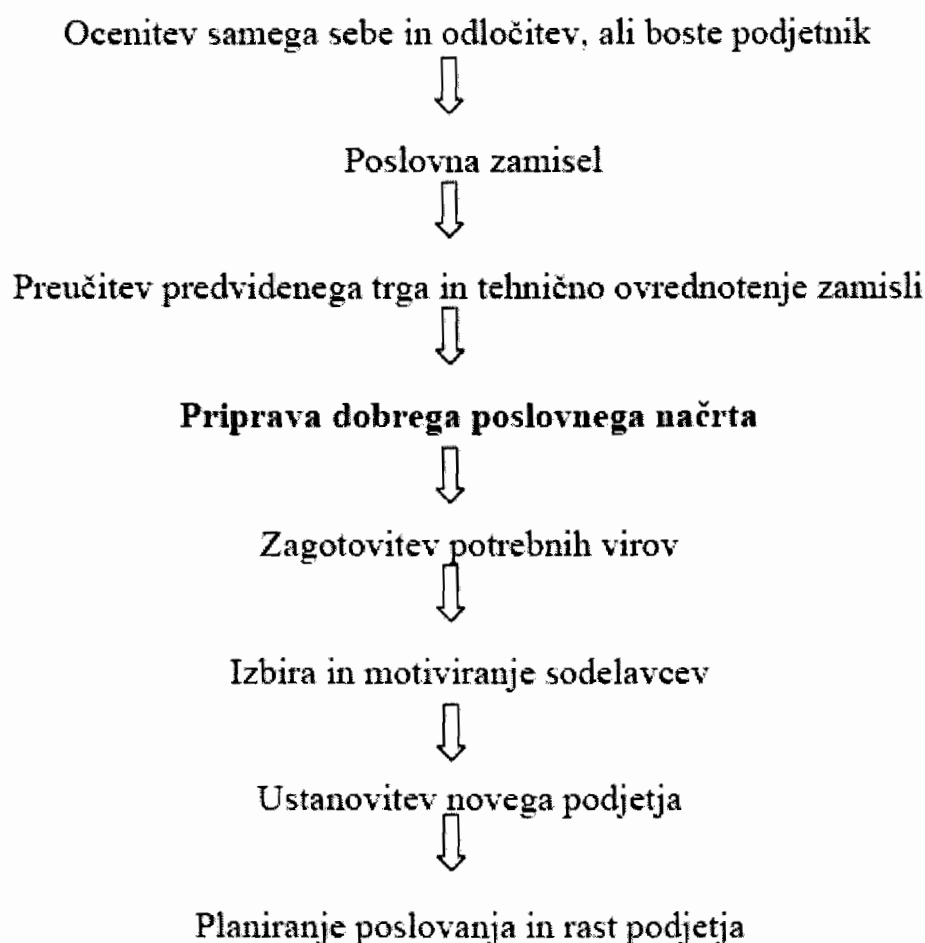 Ocenitev samega sebe in odločitev, ali boste podjetnik
Poslovna zamisel
Preučitev predvidenega trga in tehnično ovrednotenje zamisli
Priprava dobrega poslovnega načrta
Zagotovitev potrebnih virov
Izbira in motiviranje sodelavcev
Ustanovitev novega podjetja
Planiranje poslovanja in rast podjetja